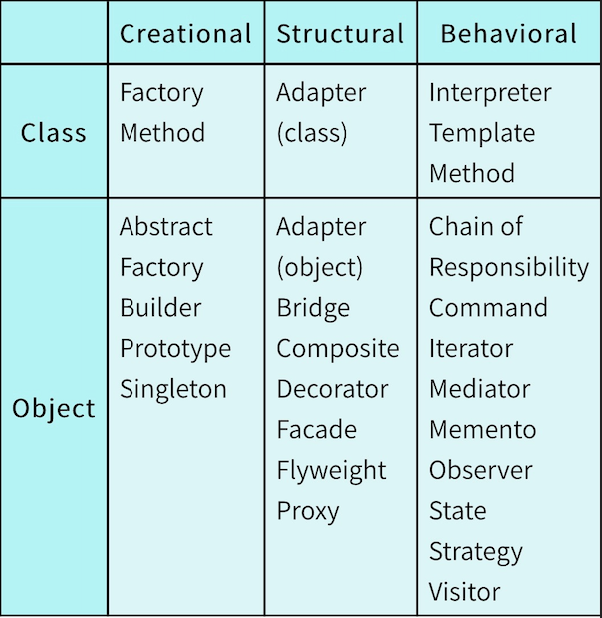 Creational Structural Behavioral
Class
Factory
Method
Adapter
(class)
Interpreter
Template
Method
Object
Abstract
Factory
Builder
Prototype
Singleton
Adapter
(object)
Bridge
Composite
Decorator
Facade
Flyweight
Proxy
Chain of
Responsibility
Command
Iterator
Mediator
Memento
Observer
State
Strategy
Visitor